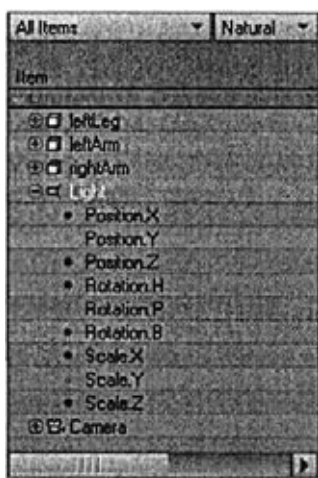 All Items Natural
Item
leftLeg
leftArm
rightArm
Position.X
Position.Y
Position.Z
Rotation.H
Rotation.P
Rotation.B
Scale.X
Scale.Y
Scale.Z
Camera